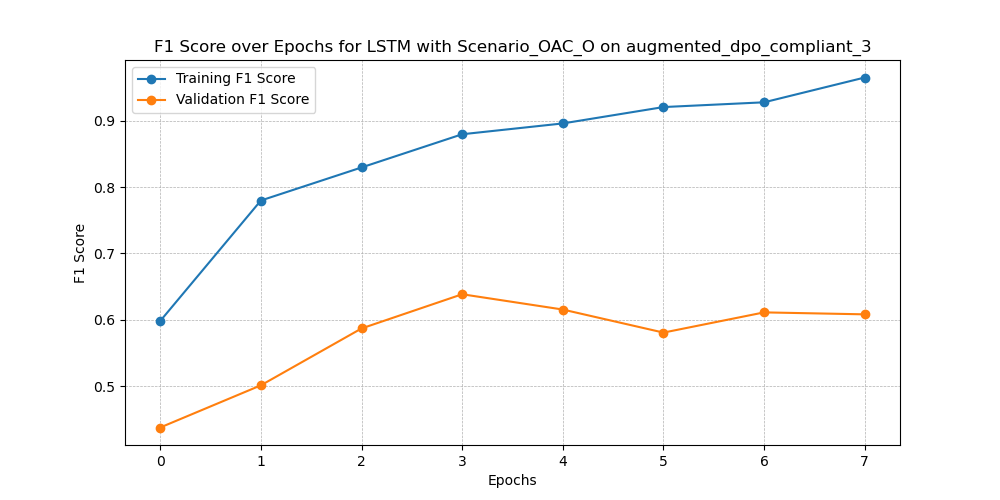 F1 Score over Epochs for LSTM with Scenario_OAC_O on augmented_dpo_compliant_3
Training F1 Score
Validation F1 Score
0.9
0.8
0.7
0.6
0.5
F1 Score
0 1 2 3 4 5 6 7
Epochs